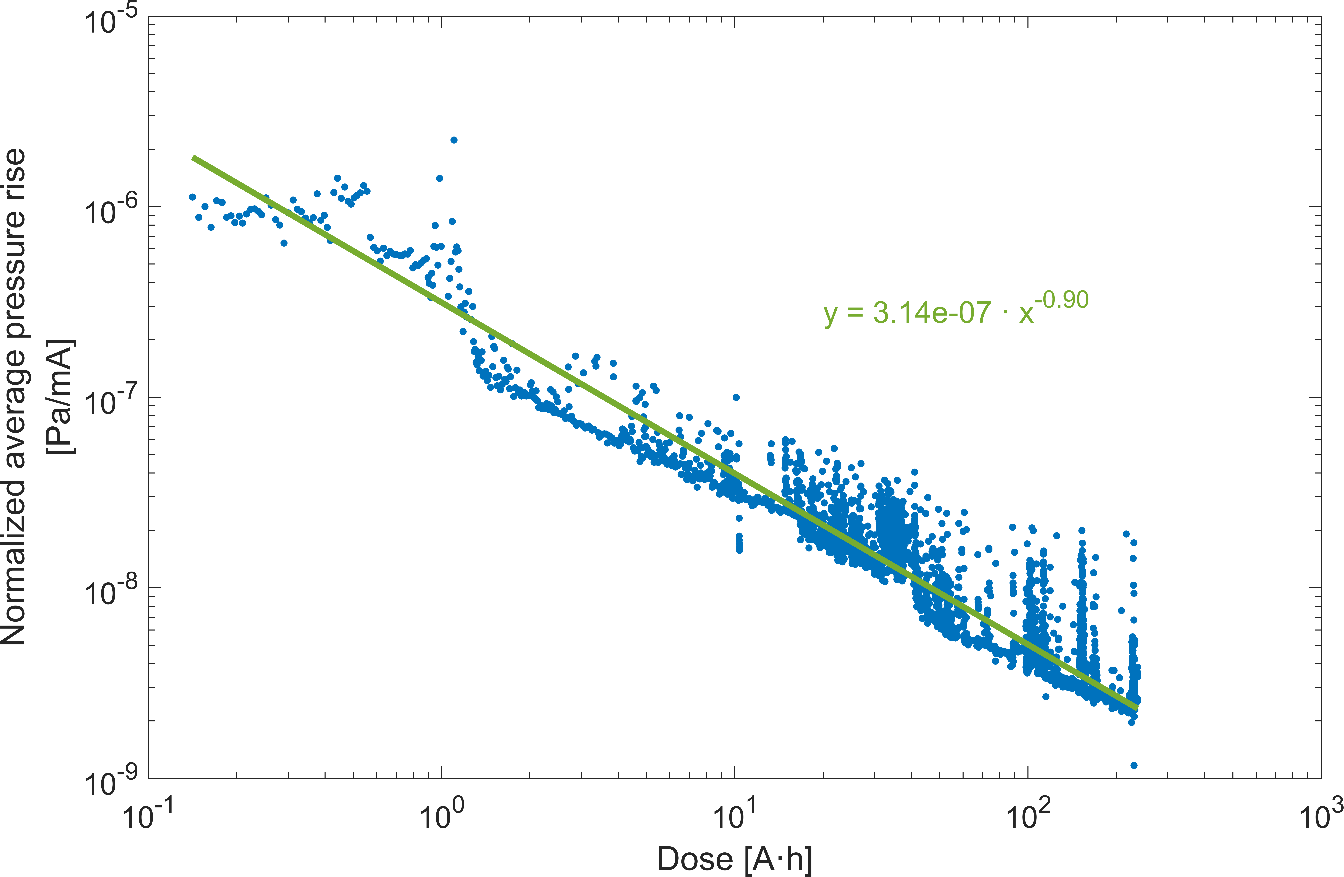 10^-5
10^-6
10^-7
10^-8
10^-9
Normalized average pressure rise
[Pa/mA]
y = 3.14e-07 · x^-0.90
10^-1
10^0
10^1
10^2
10^3
Dose [A·h]